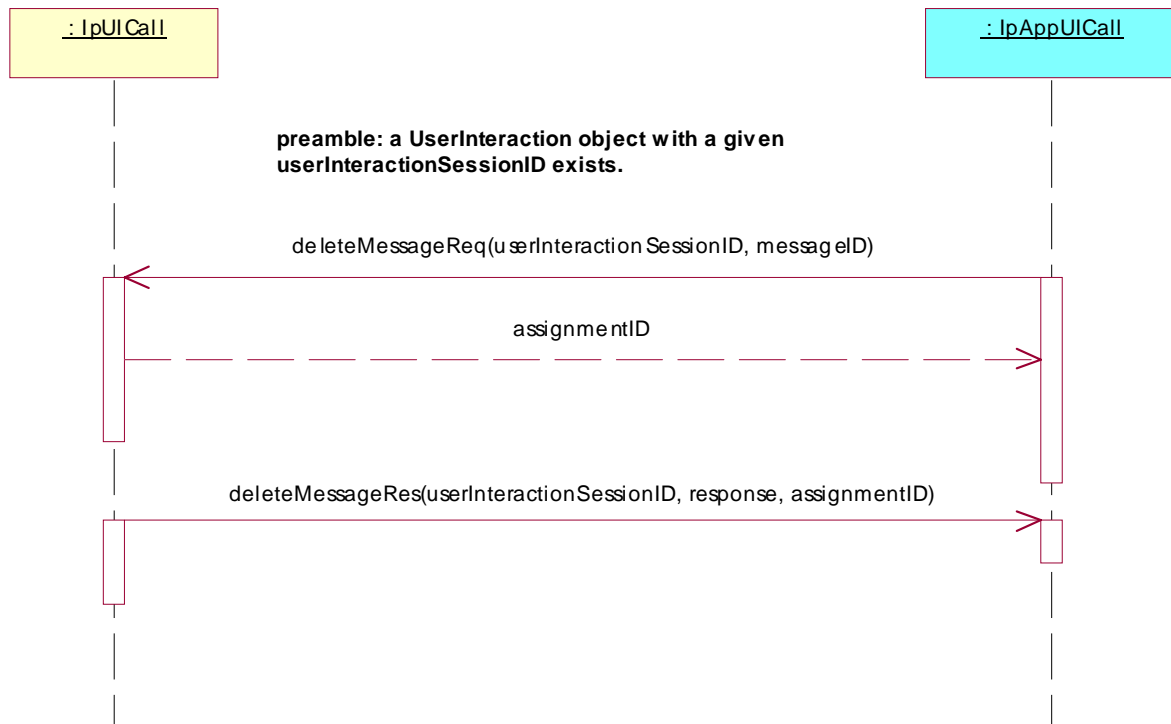 : IpUICall
: IpAppUICall
preamble: a UserInteraction object with a given
userInteractionSessionID exists.
deleteMessageReq(userInteractionSessionID, messageID)
assignmentID
deleteMessageRes(userInteractionSessionID, response, assignmentID)